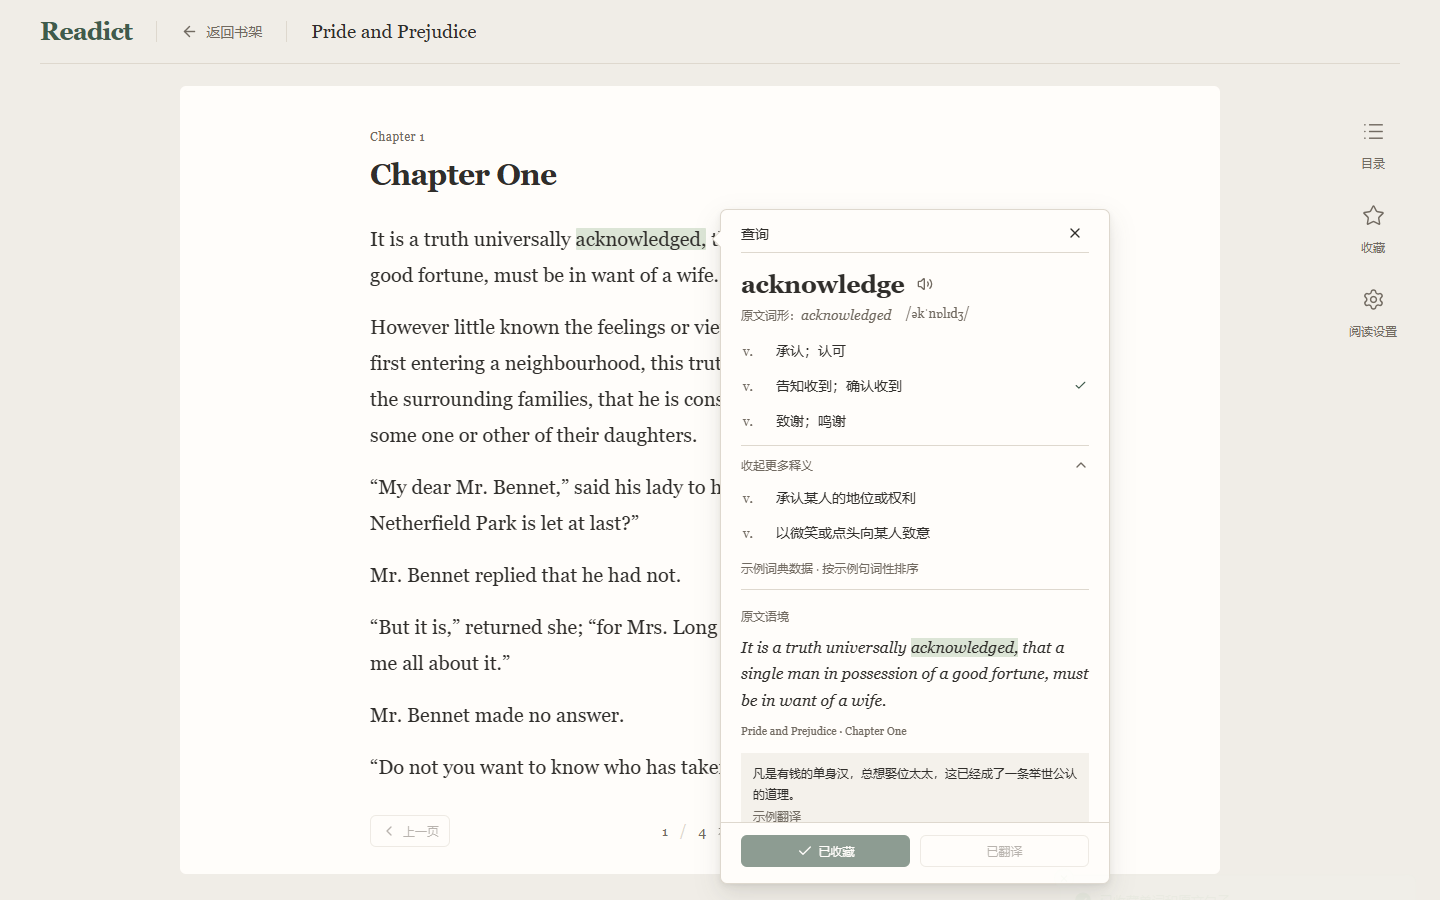 Readict
返回书架
Pride and Prejudice
Chapter 1
Chapter One
It is a truth universally acknowledged,
good fortune, must be in want of a wife.
However little known the feelings or
first entering a neighbourhood, this
the surrounding families, that he is
some one or other of their daughters.
“My dear Mr. Bennet,” said his lady to
Netherfield Park is let at last?”
Mr. Bennet replied that he had not.
“But it is,” returned she; “for Mrs. Long
me all about it.”
Mr. Bennet made no answer.
“Do not you want to know who has
上一页
1 / 4
查询
acknowledge
原文词形：acknowledged /əkˈnɒlɪdʒ/
v. 承认；认可
v. 告知收到；确认收到
v. 致谢；鸣谢
收起更多释义
v. 承认某人的地位或权利
v. 以微笑或点头向某人致意
示例词典数据 · 按示例句词性排序
原文语境
It is a truth universally acknowledged, that a
single man in possession of a good fortune, must
be in want of a wife.
Pride and Prejudice · Chapter One
凡是有钱的单身汉，总想娶位太太，这已经成了一条举世公认
的道理。
示例翻译
已收藏
已翻译
目录
收藏
阅读设置